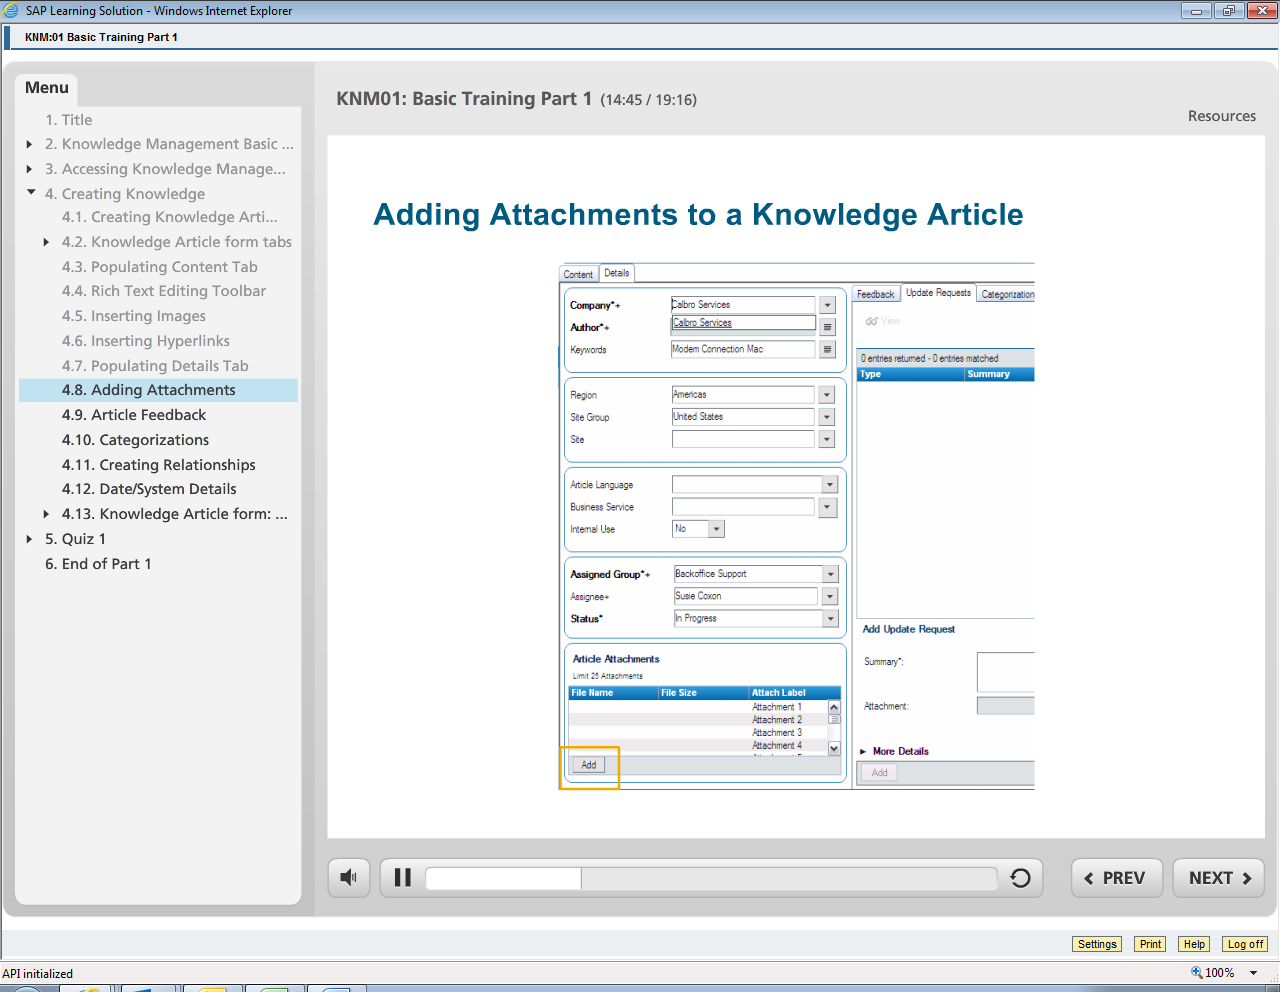 SAP Learning Solution - Windows Internet Explorer
KNM:01 Basic Training Part 1
Menu
1. Title
2. Knowledge Management Basic ...
3. Accessing Knowledge Manage...
4. Creating Knowledge
4.1. Creating Knowledge Arti...
4.2. Knowledge Article form tabs
4.3. Populating Content Tab
4.4. Rich Text Editing Toolbar
4.5. Inserting Images
4.6. Inserting Hyperlinks
4.7. Populating Details Tab
4.8. Adding Attachments
4.9. Article Feedback
4.10. Categorizations
4.11. Creating Relationships
4.12. Date/System Details
4.13. Knowledge Article form: ...
5. Quiz 1
6. End of Part 1
KNM01: Basic Training Part 1 (14:45 / 19:16)
Resources
Adding Attachments to a Knowledge Article
Content Details
Company*+ Calbro Services
Calbro Services
Author*+
Keywords Modem Connection Mac
Region Americas
Site Group United States
Site
Article Language
Business Service
Internal Use No
Assigned Group*+ Backoffice Support
Assignee+ Susie Coxon
Status* In Progress
Article Attachments
Limit 25 Attachments
File Name File Size Attach Label
Attachment 1
Attachment 2
Attachment 3
Attachment 4
Add
Feedback Update Requests Categorization
View
0 entries returned - 0 entries matched
Type Summary
Add Update Request
Summary*:
Attachment:
More Details
Add
PREV
NEXT
Settings Print Help Log off
API initialized
100%